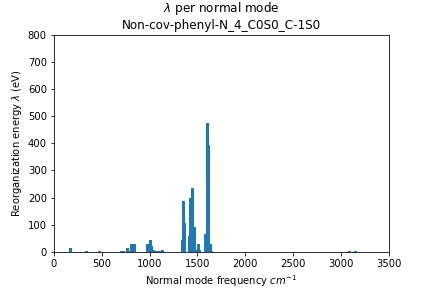 λ per normal mode
Non-cov-phenyl-N_4_C0S0_C-1S0
Reorganization energy λ (eV)
800
700
600
500
400
300
200
100
0
0 500 1000 1500 2000 2500 3000 3500
Normal mode frequency cm⁻¹